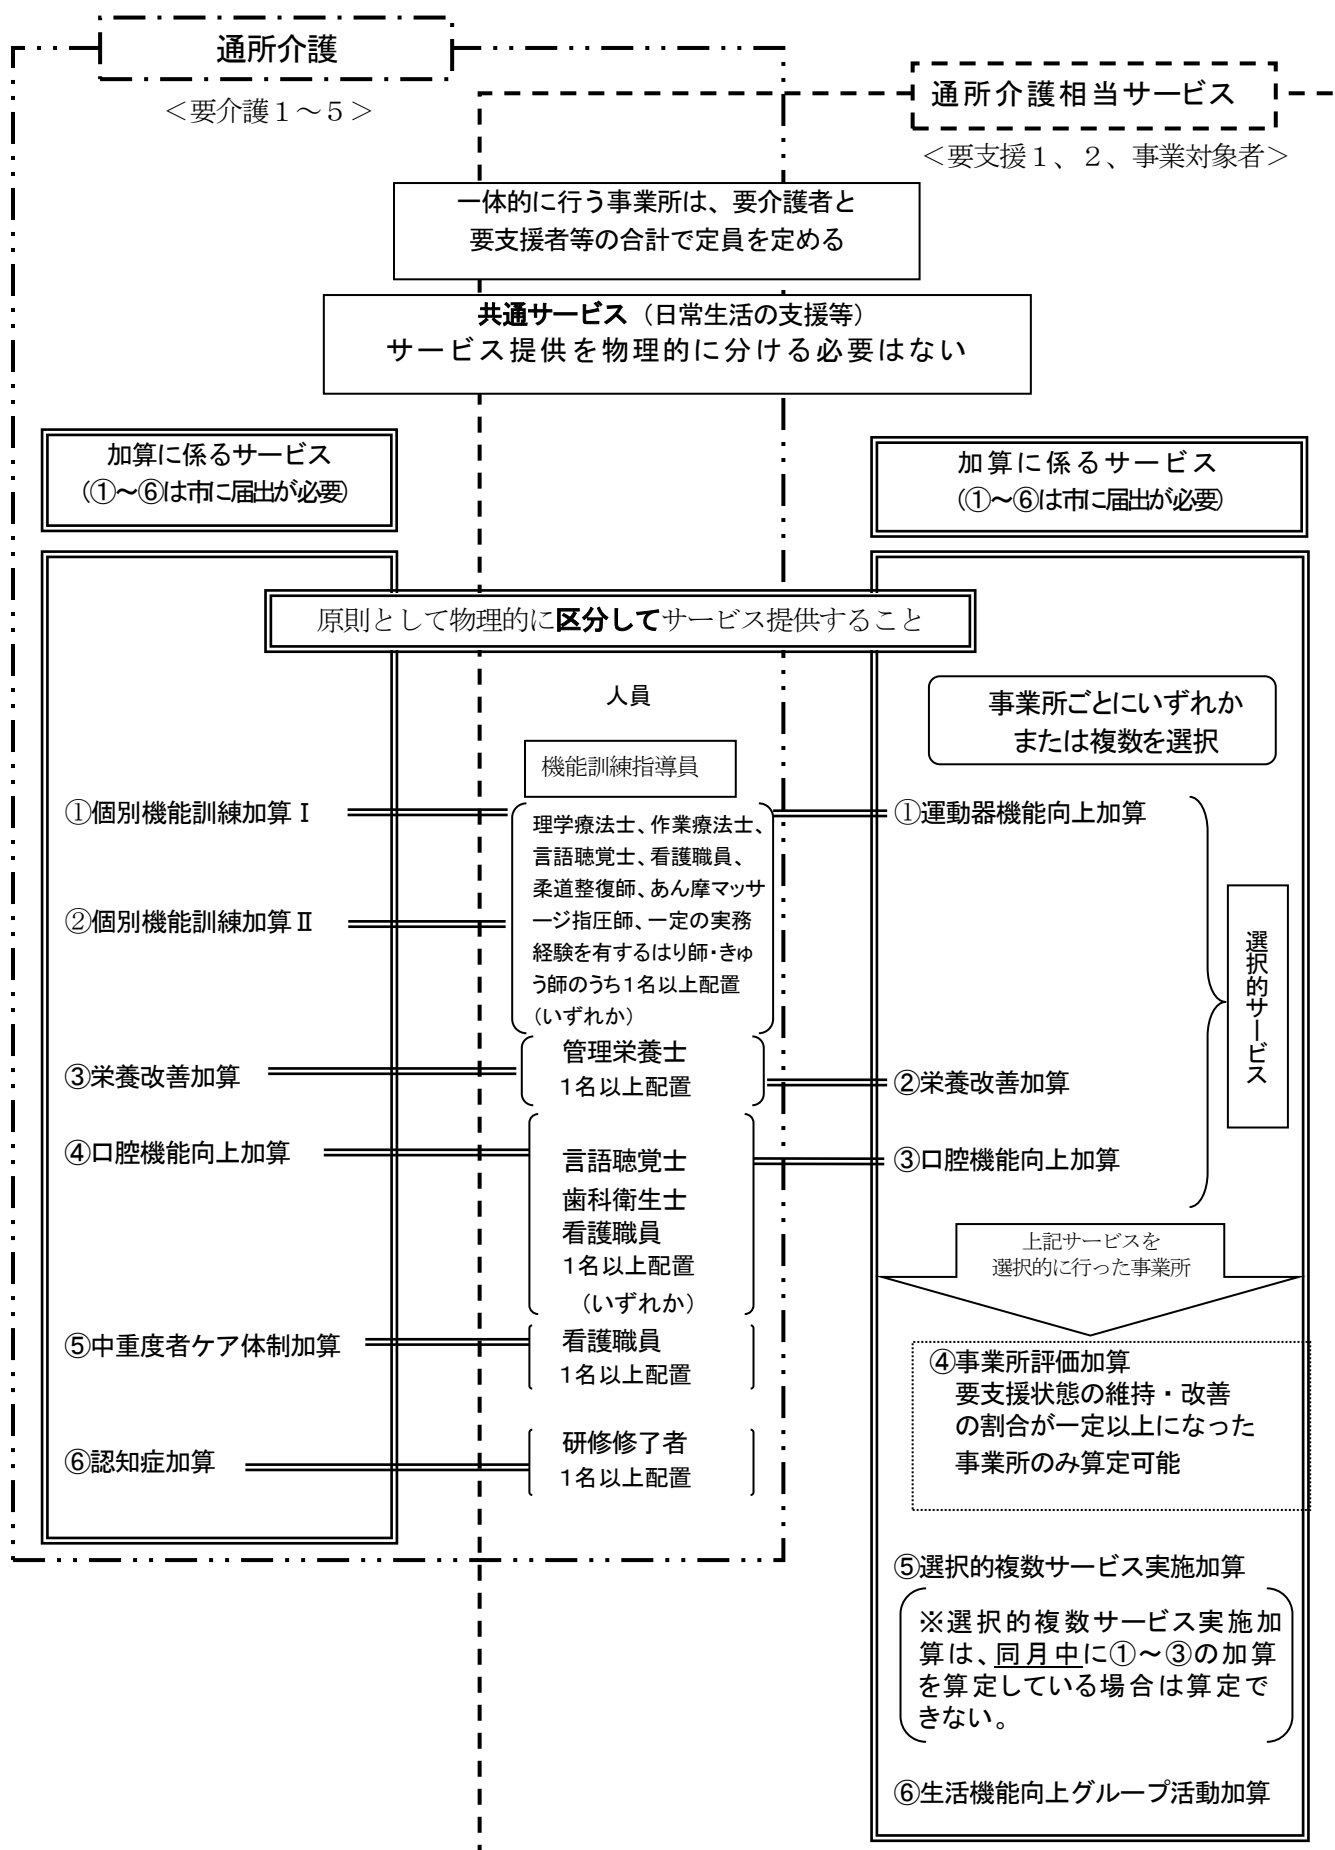 通所介護
＜要介護１～５＞
通所介護相当サービス
＜要支援１、２、事業対象者＞
一体的に行う事業所は、要介護者と
要支援者等の合計で定員を定める
共通サービス（日常生活の支援等）
サービス提供を物理的に分ける必要はない
加算に係るサービス
（①～⑥は市に届出が必要）
加算に係るサービス
（①～⑥は市に届出が必要）
原則として物理的に区分してサービス提供すること
人員
機能訓練指導員
事業所ごとにいずれか
または複数を選択
①個別機能訓練加算Ⅰ
②個別機能訓練加算Ⅱ
③栄養改善加算
④口腔機能向上加算
⑤中重度者ケア体制加算
⑥認知症加算
理学療法士、作業療法士、
言語聴覚士、看護職員、
柔道整復師、あん摩マッサ
ージ指圧師、一定の実務
経験を有するはり師・きゅ
う師のうち１名以上配置
（いずれか）
管理栄養士
１名以上配置
言語聴覚士
歯科衛生士
看護職員
１名以上配置
（いずれか）
看護職員
１名以上配置
研修修了者
１名以上配置
①運動器機能向上加算
②栄養改善加算
③口腔機能向上加算
選択的サービス
上記サービスを
選択的に行った事業所
④事業所評価加算
要支援状態の維持・改善
の割合が一定以上になった
事業所のみ算定可能
⑤選択的複数サービス実施加算
※選択的複数サービス実施加
算は、同月中に①～③の加算
を算定している場合は算定で
きない。
⑥生活機能向上グループ活動加算